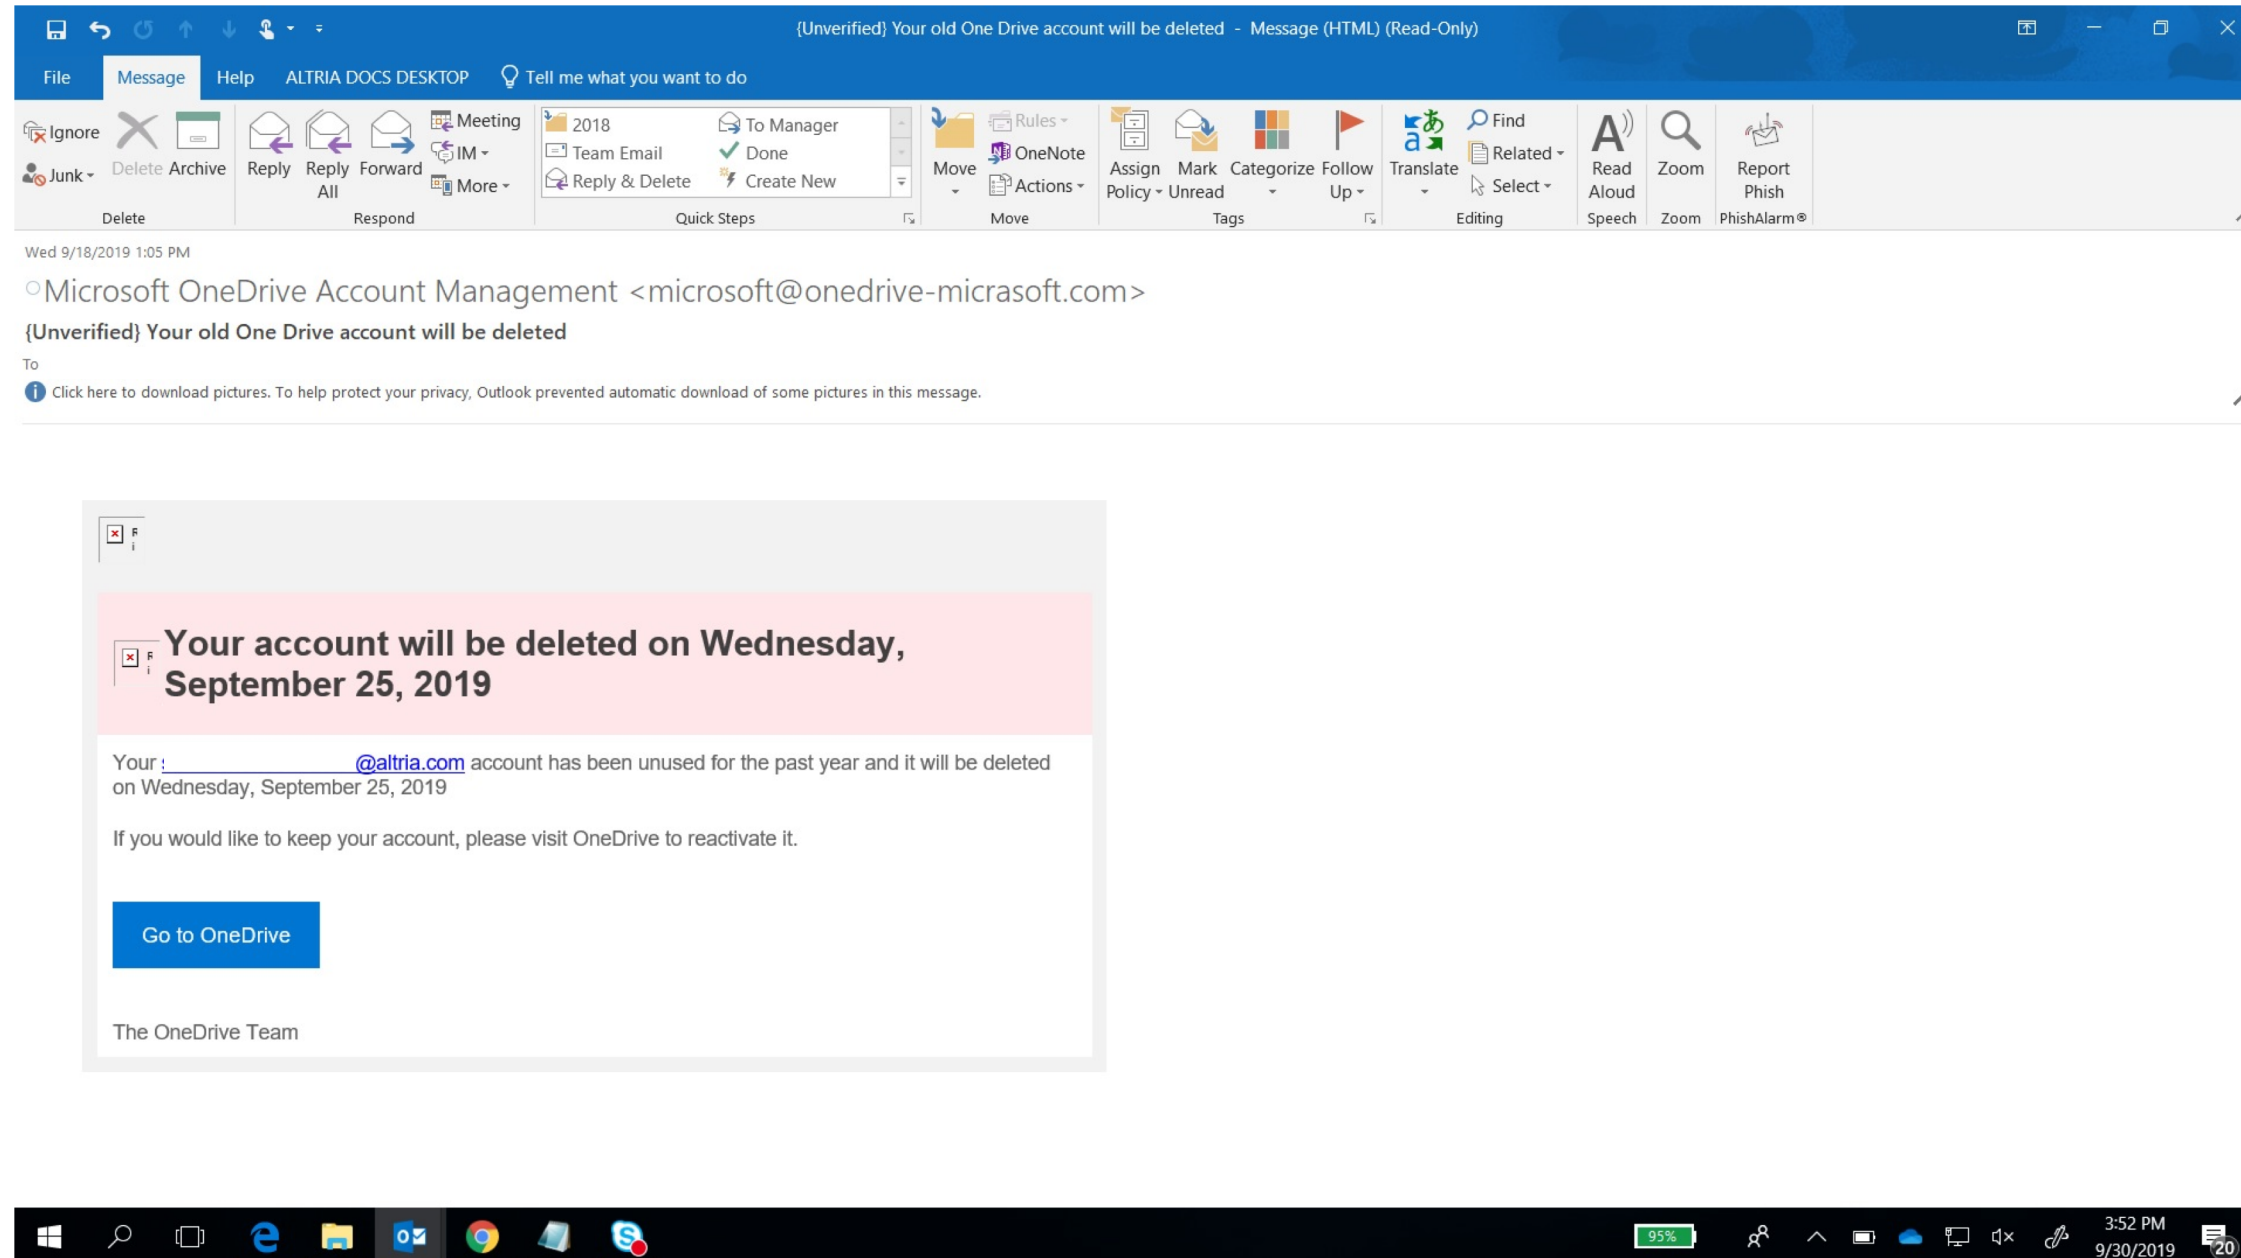 {Unverified} Your old One Drive account will be deleted - Message (HTML) (Read-Only)
File Message Help ALTRIA DOCS DESKTOP Tell me what you want to do
Ignore
Junk
Delete
Archive
Delete
Reply
Reply All
Forward
Meeting
IM
More
Respond
2018
Team Email
Reply & Delete
To Manager
Done
Create New
Quick Steps
Move
Rules
OneNote
Actions
Move
Assign Policy
Mark Unread
Categorize
Follow Up
Tags
Translate
Find
Related
Select
Editing
Read Aloud
Speech
Zoom
Zoom
Report Phish
PhishAlarm®
Wed 9/18/2019 1:05 PM
Microsoft OneDrive Account Management <microsoft@onedrive-micrasoft.com>
{Unverified} Your old One Drive account will be deleted
To
Click here to download pictures. To help protect your privacy, Outlook prevented automatic download of some pictures in this message.
Your account will be deleted on Wednesday,
September 25, 2019
Your @altria.com account has been unused for the past year and it will be deleted
on Wednesday, September 25, 2019
If you would like to keep your account, please visit OneDrive to reactivate it.
Go to OneDrive
The OneDrive Team
95%
3:52 PM
9/30/2019
20